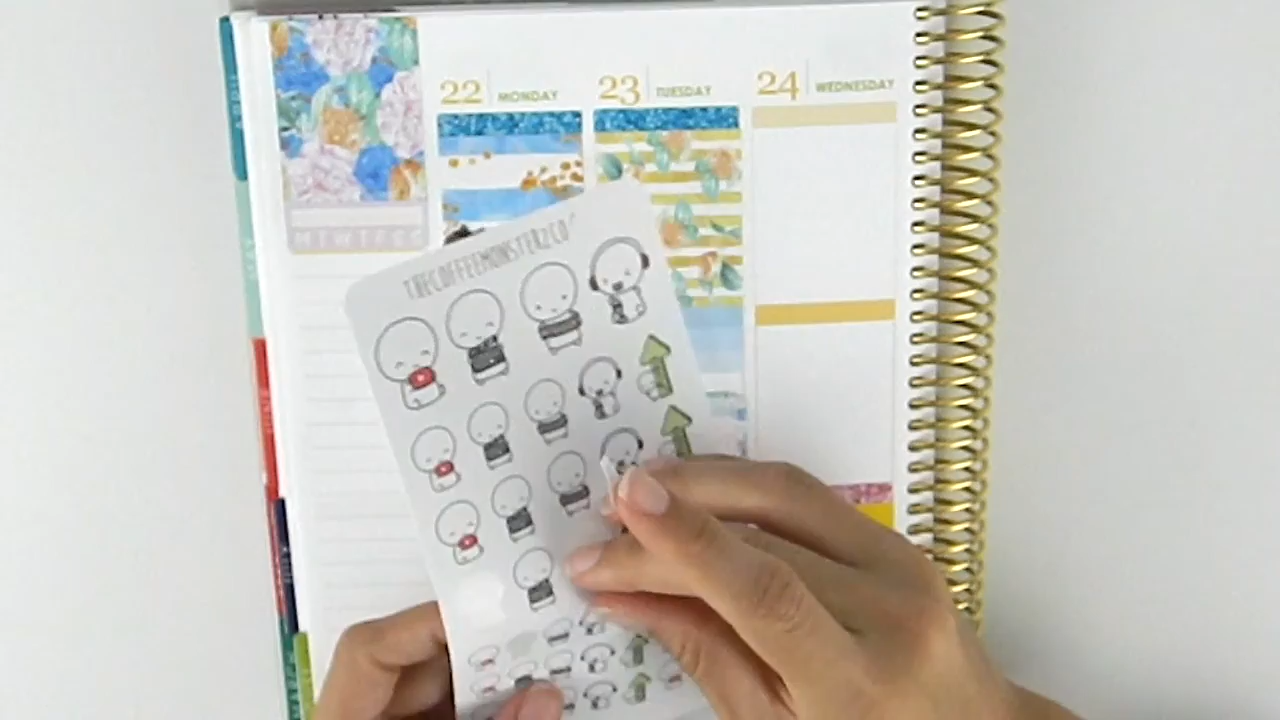 22 MONDAY
23 TUESDAY
24 WEDNESDAY
M T W T F S S
THECOFFEEMONSTERZCO